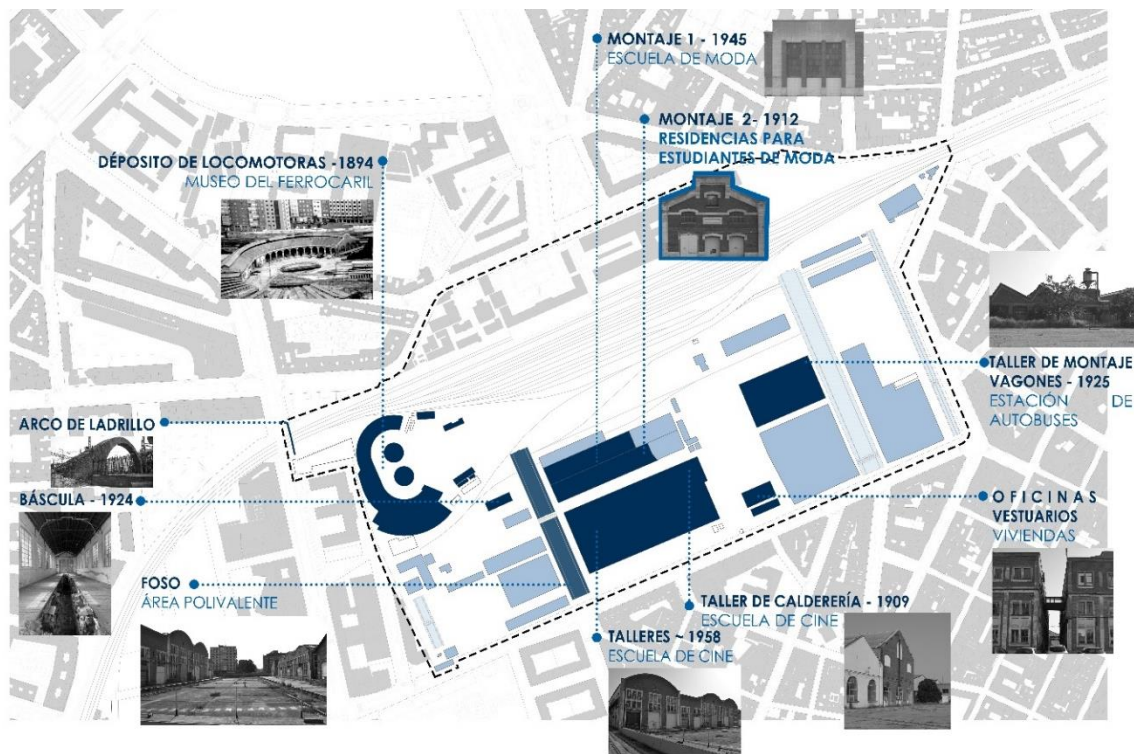 MONTAJE 1 - 1945
ESCUELA DE MODA
MONTAJE 2- 1912
RESIDENCIAS PARA
ESTUDIANTES DE MODA
DÉPOSITO DE LOCOMOTORAS -1894
MUSEO DEL FERROCARIL
TALLER DE MONTAJE
VAGONES - 1925
ESTACIÓN DE
AUTOBUSES
ARCO DE LADRILLO
BÁSCULA - 1924
OFICINAS
VESTUARIOS
VIVIENDAS
FOSO
ÁREA POLIVALENTE
TALLER DE CALDERERÍA - 1909
ESCUELA DE CINE
TALLERES ~ 1958
ESCUELA DE CINE